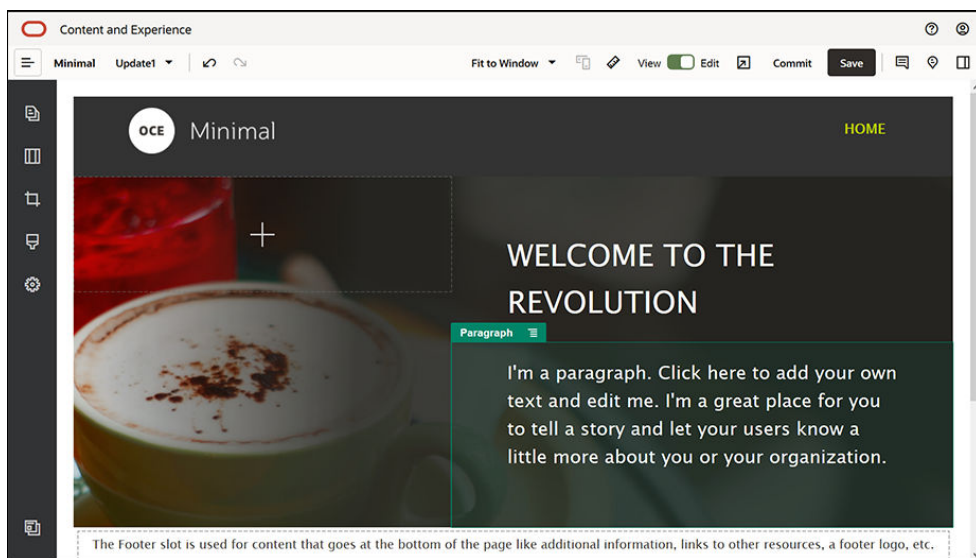 Content and Experience
Minimal Update1 Fit to Window View Edit Commit Save
OCE Minimal HOME
WELCOME TO THE
REVOLUTION
Paragraph
I'm a paragraph. Click here to add your own
text and edit me. I'm a great place for you
to tell a story and let your users know a
little more about you or your organization.
The Footer slot is used for content that goes at the bottom of the page like additional information, links to other resources, a footer logo, etc.